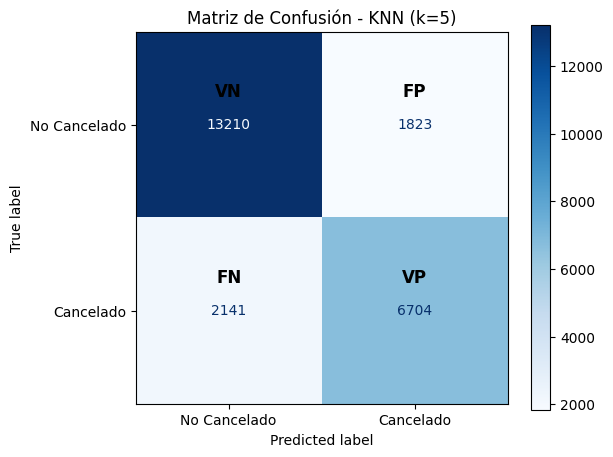 Matriz de Confusión - KNN (k=5)
VN
FP
No Cancelado
13210
1823
FN
VP
Cancelado
2141
6704
No Cancelado
Cancelado
Predicted label
True label
12000
10000
8000
6000
4000
2000